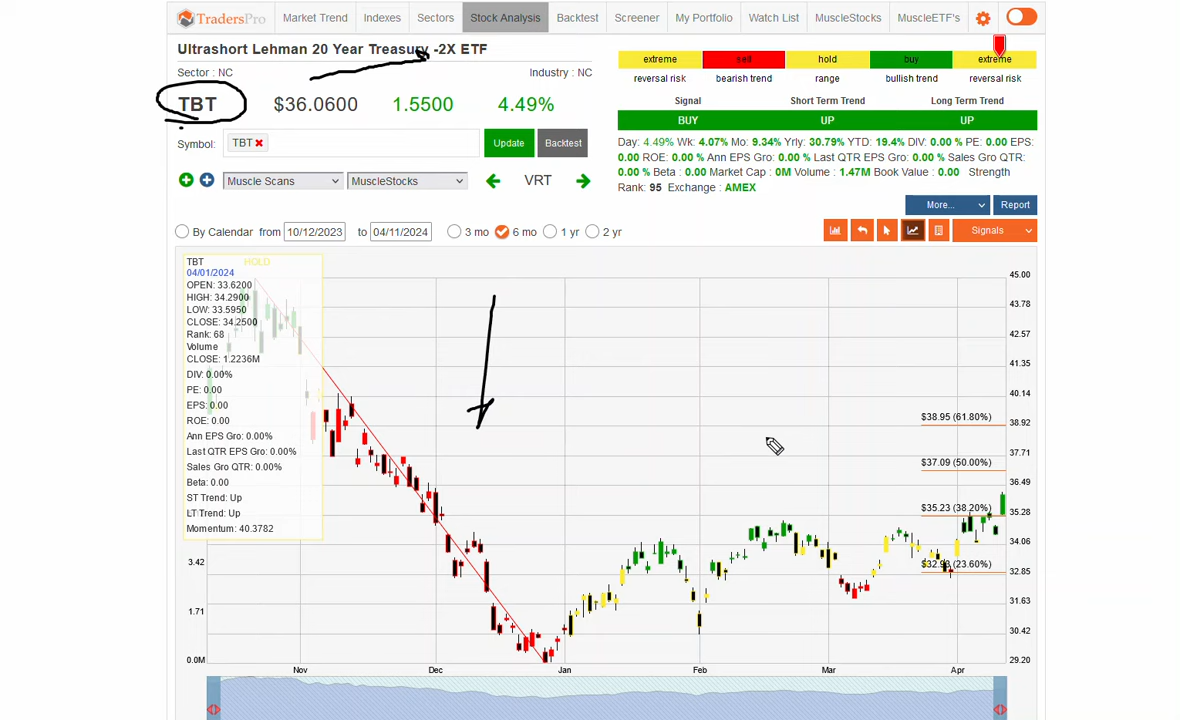 TradersPro Market Trend Indexes Sectors Stock Analysis Backtest Screener My Portfolio Watch List MuscleStocks MuscleETF's
Ultrashort Lehman 20 Year Treasury -2X ETF
Sector : NC Industry : NC
TBT $36.0600 1.5500 4.49%
Symbol: TBT Update Backtest
Muscle Scans MuscleStocks VRT
extreme sell hold buy extreme
reversal risk bearish trend range bullish trend reversal risk
Signal Short Term Trend Long Term Trend
BUY UP UP
Day: 4.49% Wk: 4.07% Mo: 9.34% Yrly: 30.79% YTD: 19.4% DIV: 0.00 % PE: 0.00 EPS:
0.00 ROE: 0.00 % Ann EPS Gro: 0.00 % Last QTR EPS Gro: 0.00 % Sales Gro QTR:
0.00 % Beta : 0.00 Market Cap : 0M Volume : 1.47M Book Value : 0.00 Strength
Rank: 95 Exchange : AMEX
More... Report
By Calendar from 10/12/2023 to 04/11/2024 3 mo 6 mo 1 yr 2 yr Signals
TBT HOLD
04/01/2024
OPEN: 33.6200
HIGH: 34.2900
LOW: 33.5950
CLOSE: 34.2500
Rank: 68
Volume
CLOSE: 1.2236M
DIV: 0.00%
PE: 0.00
EPS: 0.00
ROE: 0.00
Ann EPS Gro: 0.00%
Last QTR EPS Gro: 0.00%
Sales Gro QTR: 0.00%
Beta: 0.00
ST Trend: Up
LT Trend: Up
Momentum: 40.3782
3.42
1.71
0.0M
$38.95 (61.80%)
$37.09 (50.00%)
$35.23 (38.20%)
(23.60%)
45.00
43.78
42.57
41.35
40.14
38.92
37.71
36.49
35.28
34.06
32.85
31.63
30.42
29.20
Nov Dec Jan Feb Mar Apr